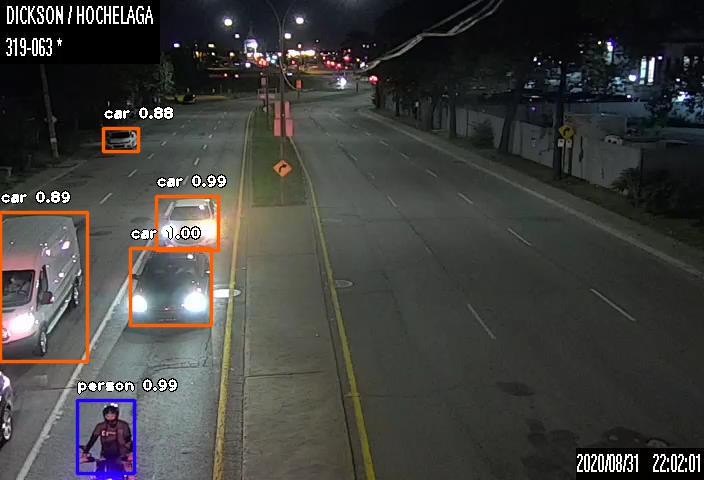 DICKSON / HOCHELAGA
319-063 *
car 0.88
car 0.99
car 0.89
car 1.00
person 0.99
2020/08/31 22:02:01